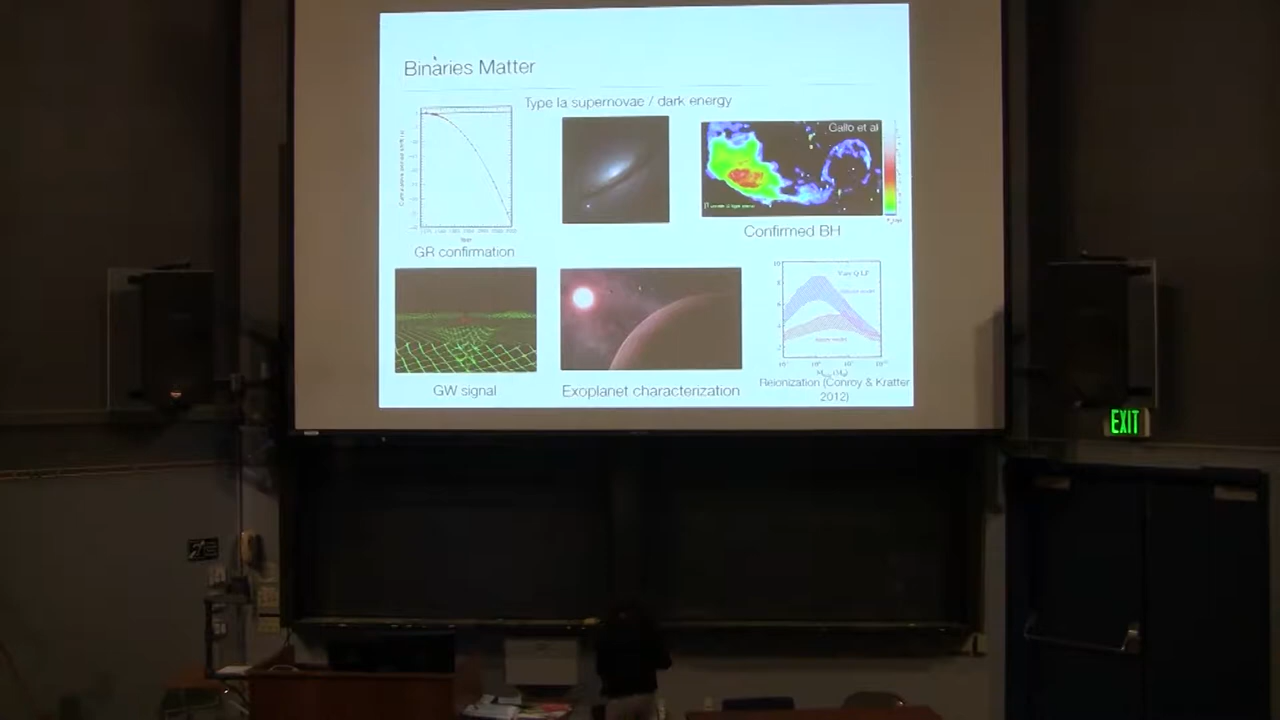 Binaries Matter
Type Ia supernovae / dark energy
Gallo et al
GR confirmation
Confirmed BH
GW signal
Exoplanet characterization
Reionization (Conroy & Kratter
2012)
EXIT